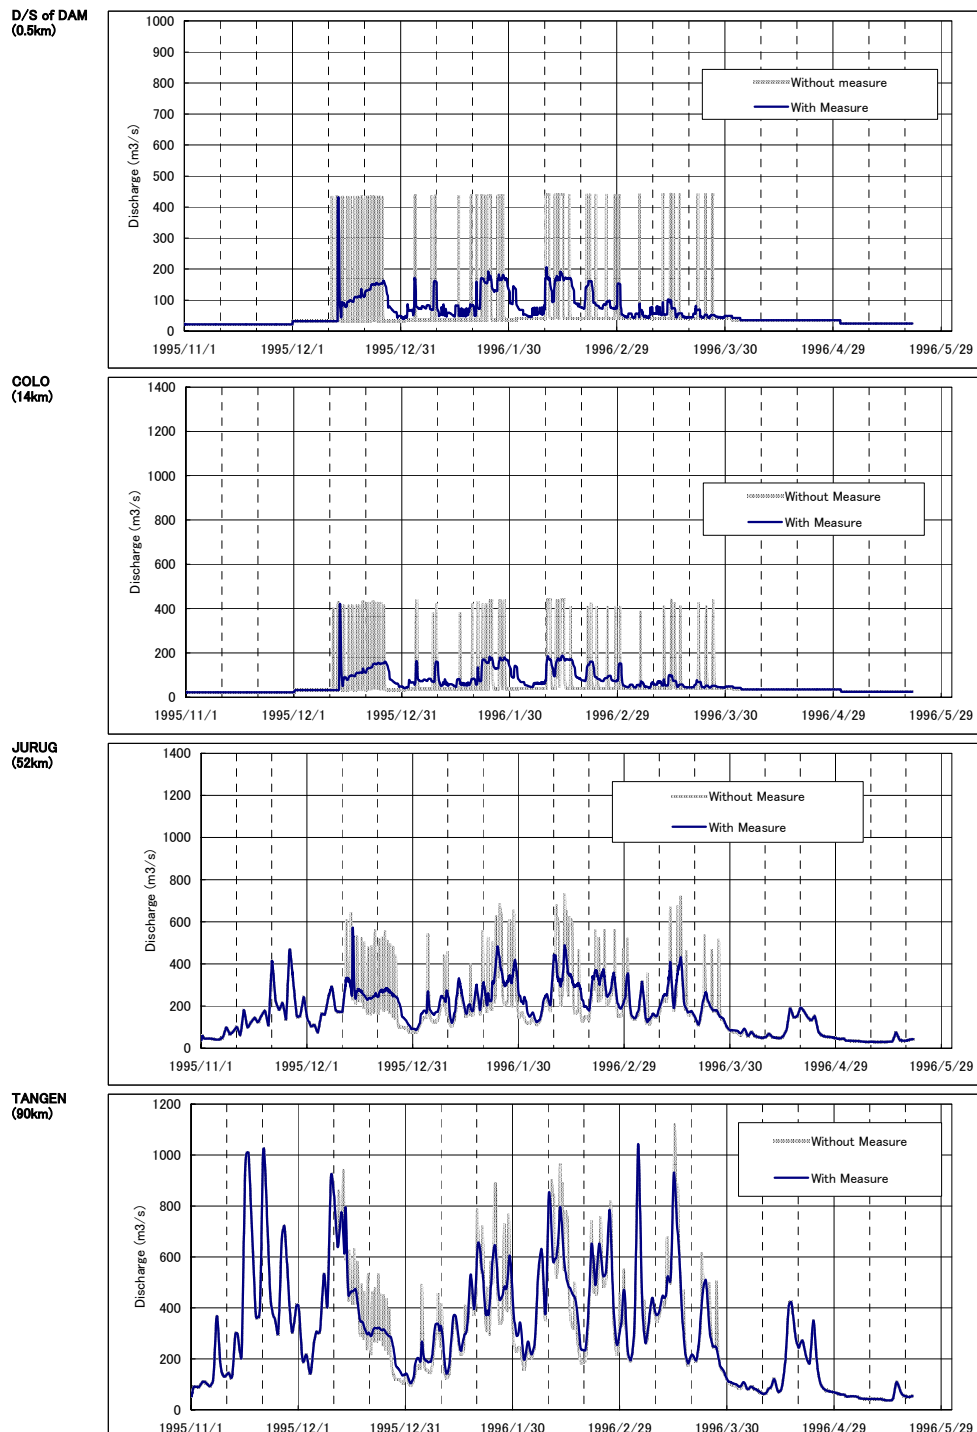 D/S of DAM
(0.5km)
1000
900
800
700
600
500
400
300
200
100
0
Discharge (m3/s)
Without measure
With Measure
1995/11/1 1995/12/1 1995/12/31 1996/1/30 1996/2/29 1996/3/30 1996/4/29 1996/5/29
COLO
(14km)
1400
1200
1000
800
600
400
200
0
Discharge (m3/s)
Without Measure
With Measure
1995/11/1 1995/12/1 1995/12/31 1996/1/30 1996/2/29 1996/3/30 1996/4/29 1996/5/29
JURUG
(52km)
1400
1200
1000
800
600
400
200
0
Discharge (m3/s)
Without Measure
With Measure
1995/11/1 1995/12/1 1995/12/31 1996/1/30 1996/2/29 1996/3/30 1996/4/29 1996/5/29
TANGEN
(90km)
1200
1000
800
600
400
200
0
Discharge (m3/s)
Without Measure
With Measure
1995/11/1 1995/12/1 1995/12/31 1996/1/30 1996/2/29 1996/3/30 1996/4/29 1996/5/29